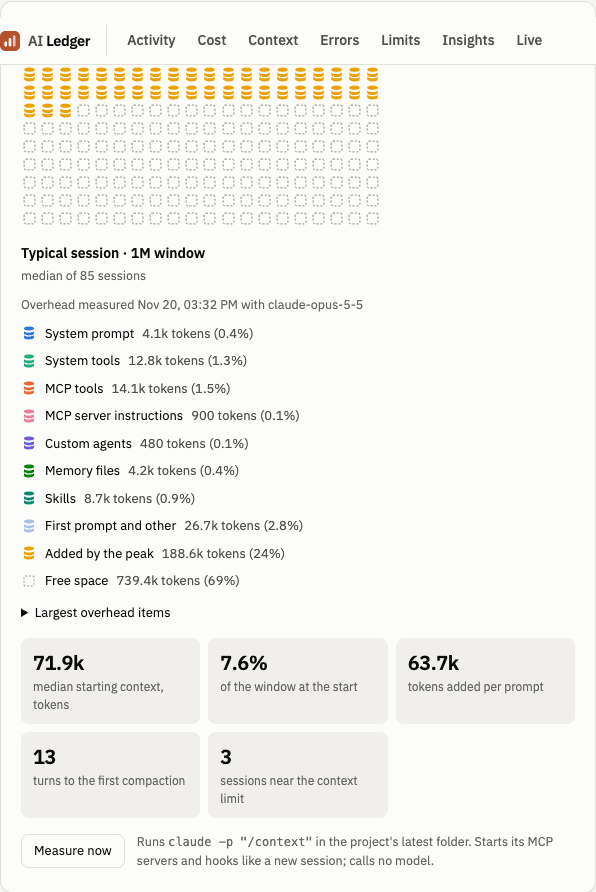 AI Ledger
Activity Cost Context Errors Limits Insights Live
Typical session · 1M window
median of 85 sessions
Overhead measured Nov 20, 03:32 PM with claude-opus-5-5
System prompt 4.1k tokens (0.4%)
System tools 12.8k tokens (1.3%)
MCP tools 14.1k tokens (1.5%)
MCP server instructions 900 tokens (0.1%)
Custom agents 480 tokens (0.1%)
Memory files 4.2k tokens (0.4%)
Skills 8.7k tokens (0.9%)
First prompt and other 26.7k tokens (2.8%)
Added by the peak 188.6k tokens (24%)
Free space 739.4k tokens (69%)
Largest overhead items
71.9k
median starting context,
tokens
7.6%
of the window at the start
63.7k
tokens added per prompt
13
turns to the first compaction
3
sessions near the context
limit
Measure now
Runs claude -p "/context" in the project's latest folder. Starts its MCP
servers and hooks like a new session; calls no model.